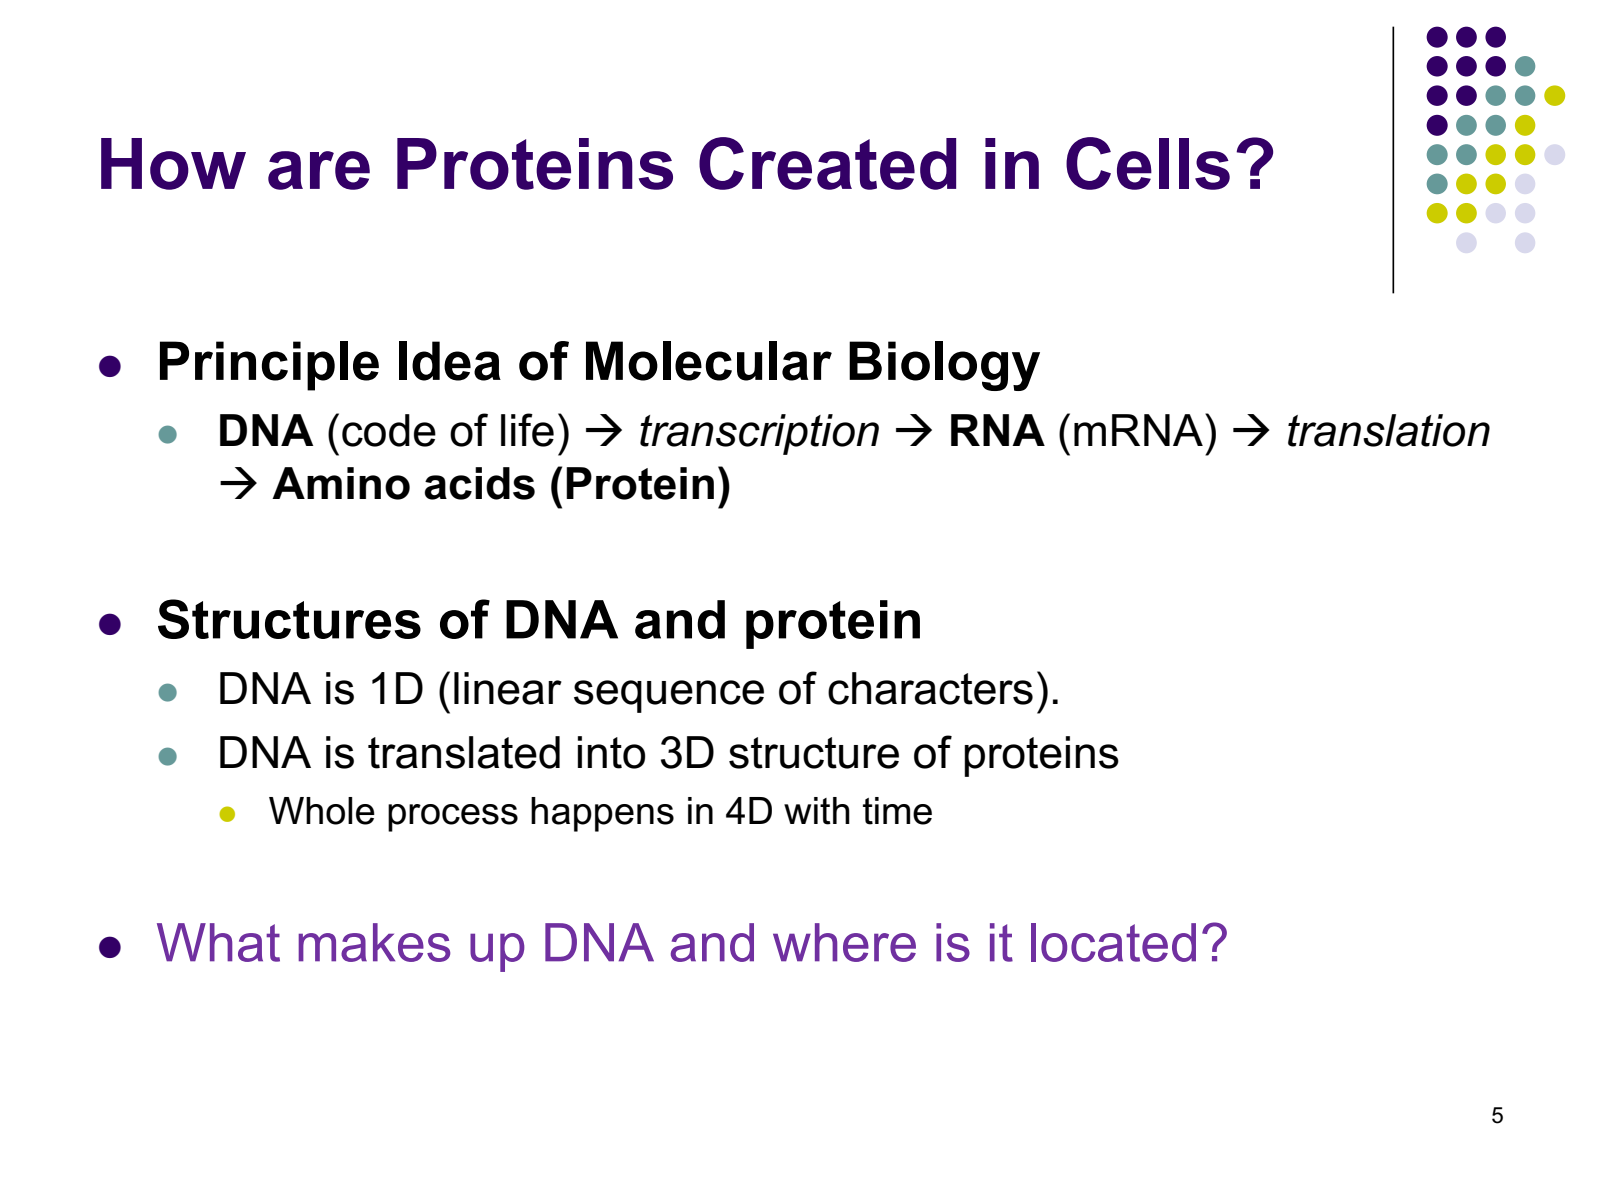 How are Proteins Created in Cells?
● Principle Idea of Molecular Biology
● DNA (code of life) → transcription → RNA (mRNA) → translation
→ Amino acids (Protein)
● Structures of DNA and protein
● DNA is 1D (linear sequence of characters).
● DNA is translated into 3D structure of proteins
● Whole process happens in 4D with time
● What makes up DNA and where is it located?
5